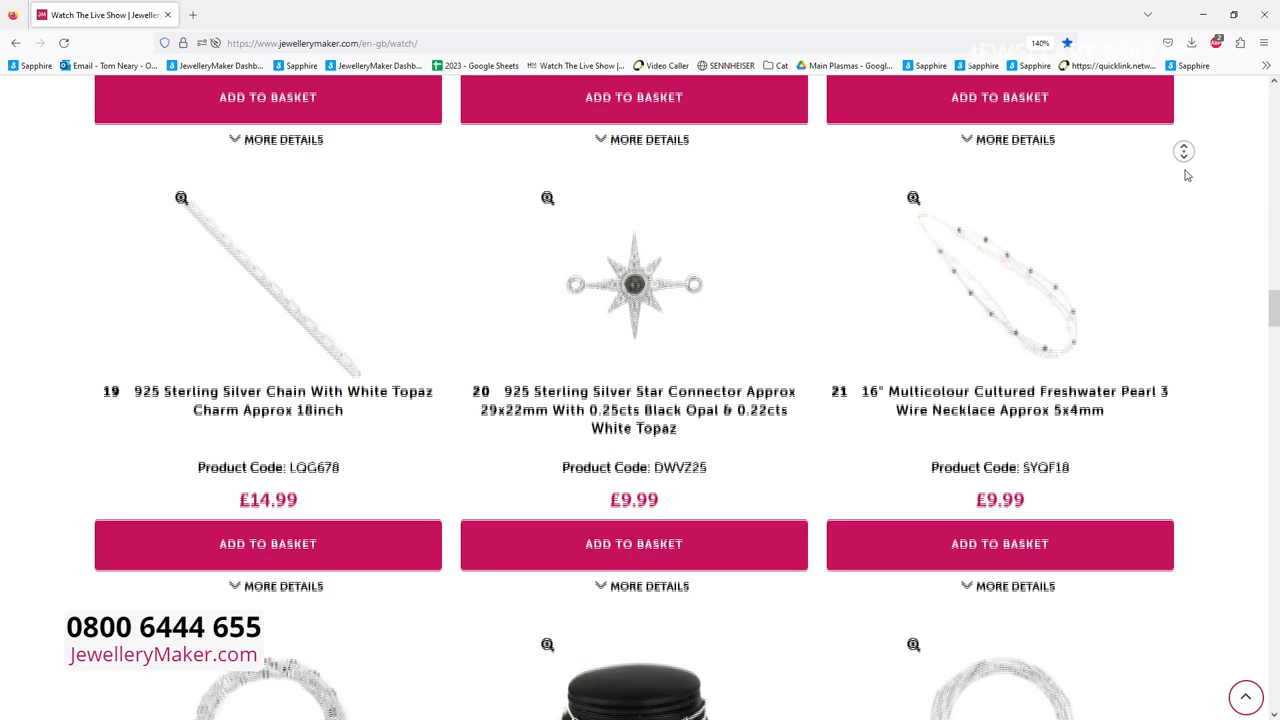 Watch The Live Show | Jeweller
https://www.jewellerymaker.com/en-gb/watch/
140%
2
Sapphire
Email - Tom Neary - O...
JewelleryMaker Dashb...
Sapphire
JewelleryMaker Dashb...
2023 - Google Sheets
Watch The Live Show |...
Video Caller
SENNHEISER
Cat
Main Plasmas - Googl...
Sapphire
Sapphire
Sapphire
https://quicklink.netw...
Sapphire
ADD TO BASKET
ADD TO BASKET
ADD TO BASKET
MORE DETAILS
MORE DETAILS
MORE DETAILS
19 925 Sterling Silver Chain With White Topaz
Charm Approx 18inch
Product Code: LQG678
£14.99
ADD TO BASKET
MORE DETAILS
20 925 Sterling Silver Star Connector Approx
29x22mm With 0.25cts Black Opal & 0.22cts
White Topaz
Product Code: DWVZ25
£9.99
ADD TO BASKET
MORE DETAILS
21 16" Multicolour Cultured Freshwater Pearl 3
Wire Necklace Approx 5x4mm
Product Code: SYQF18
£9.99
ADD TO BASKET
MORE DETAILS
0800 6444 655
JewelleryMaker.com